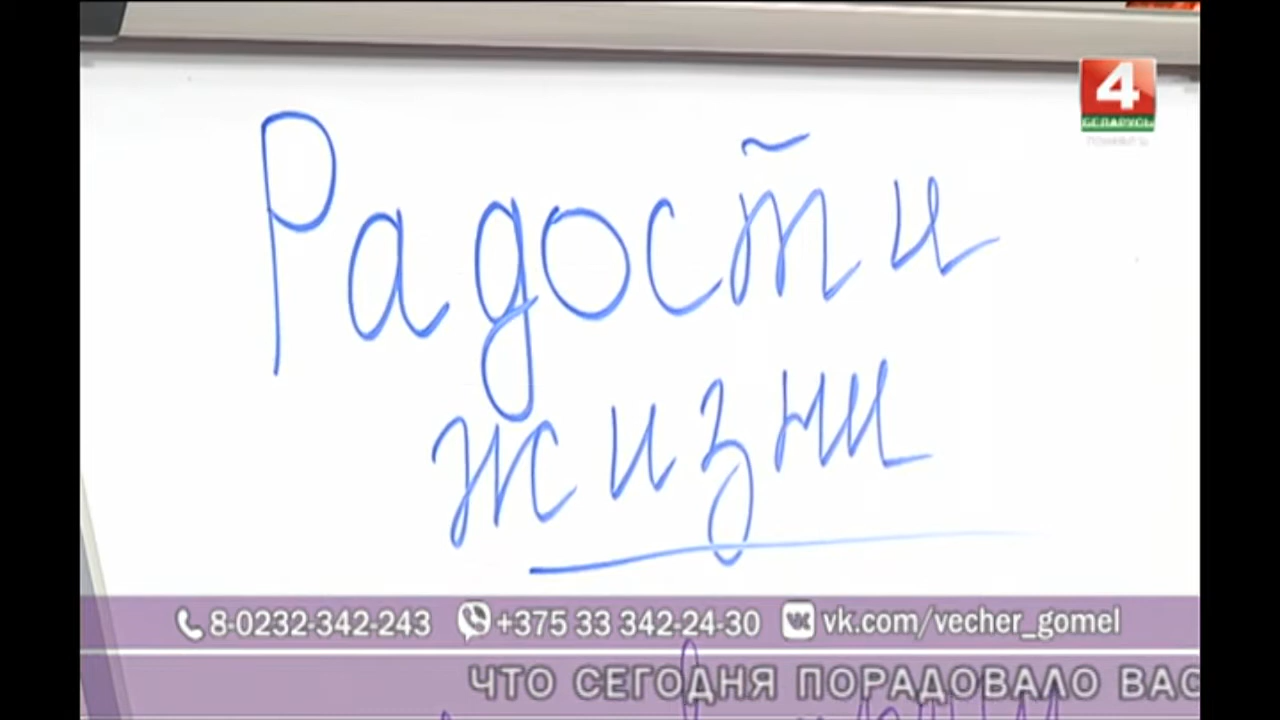 4
БЕЛАРУСЬ
Радости
жизни
8-0232-342-243 +375 33 342-24-30 vk.com/vecher_gomel
ЧТО СЕГОДНЯ ПОРАДОВАЛО ВАС